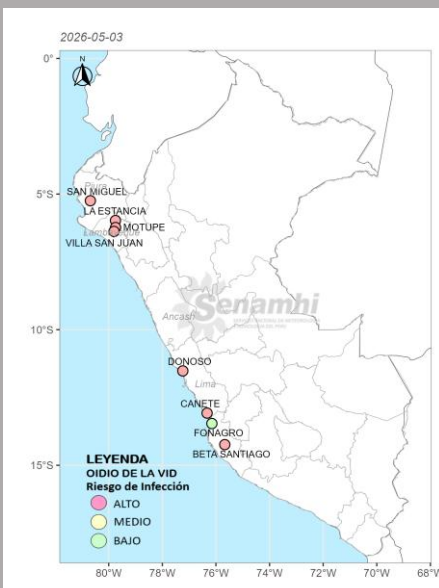 2026-05-03
N
0°
5°S
10°S
15°S
Piura
SAN MIGUEL
LA ESTANCIA
MOTUPE
VILLA SAN JUAN
Senamhi
Ancash
DONOSO
Lima
CANETE
FONAGRO
BETA SANTIAGO
LEYENDA
OIDIO DE LA VID
Riesgo de Infección
ALTO
MEDIO
BAJO
80°W 78°W 76°W 74°W 72°W 70°W 68°W